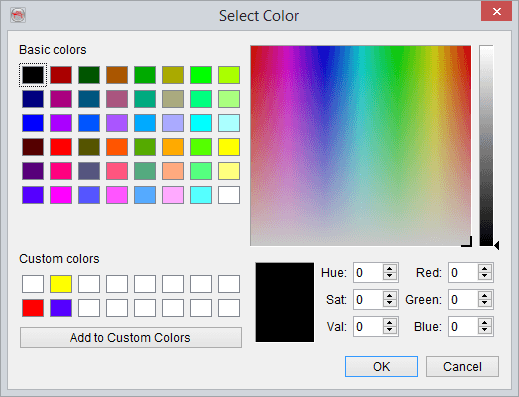 Select Color
Basic colors
Custom colors
Hue: 0 Red: 0
Sat: 0 Green: 0
Val: 0 Blue: 0
Add to Custom Colors
OK Cancel